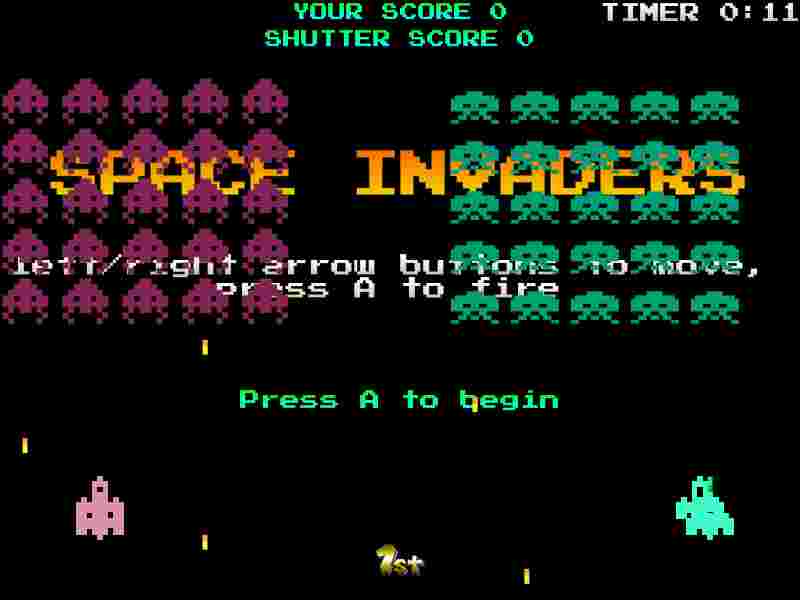 YOUR SCORE 0
TIMER 0:11
SHUTTER SCORE 0
SPACE INVADERS
left/right arrow buttons to move,
press A to fire
Press A to begin
1st